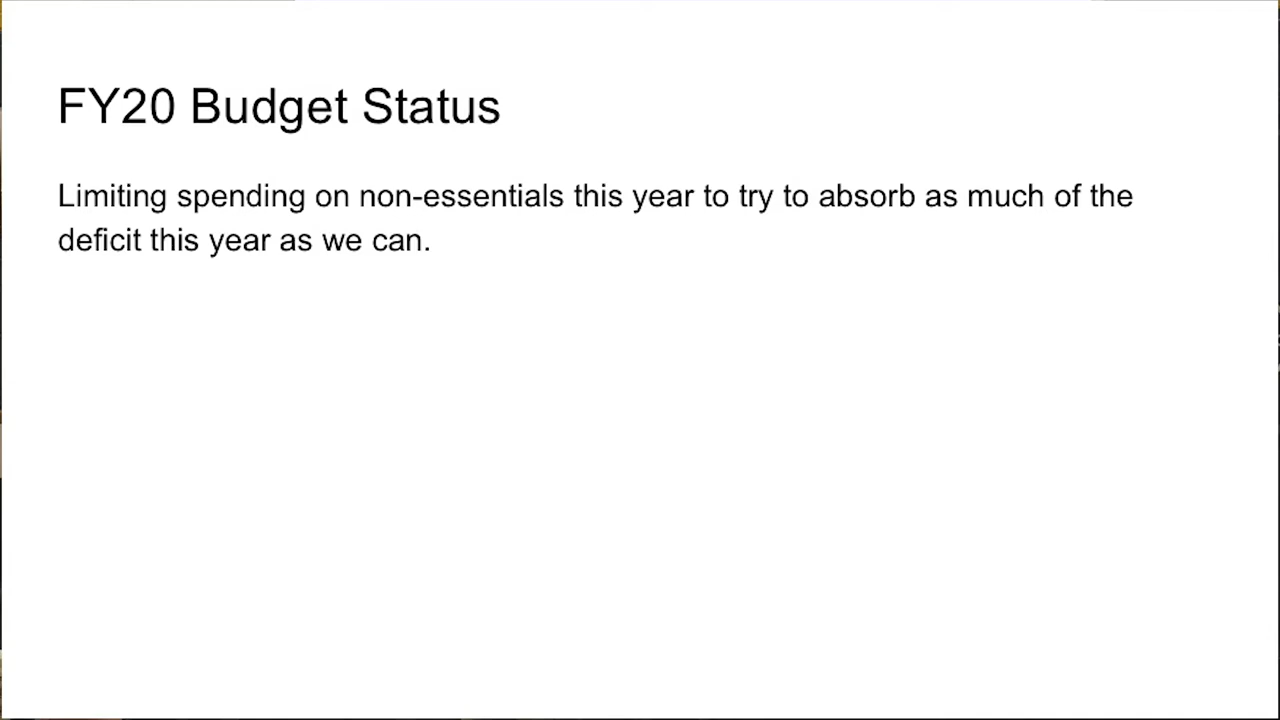 FY20 Budget Status
Limiting spending on non-essentials this year to try to absorb as much of the
deficit this year as we can.